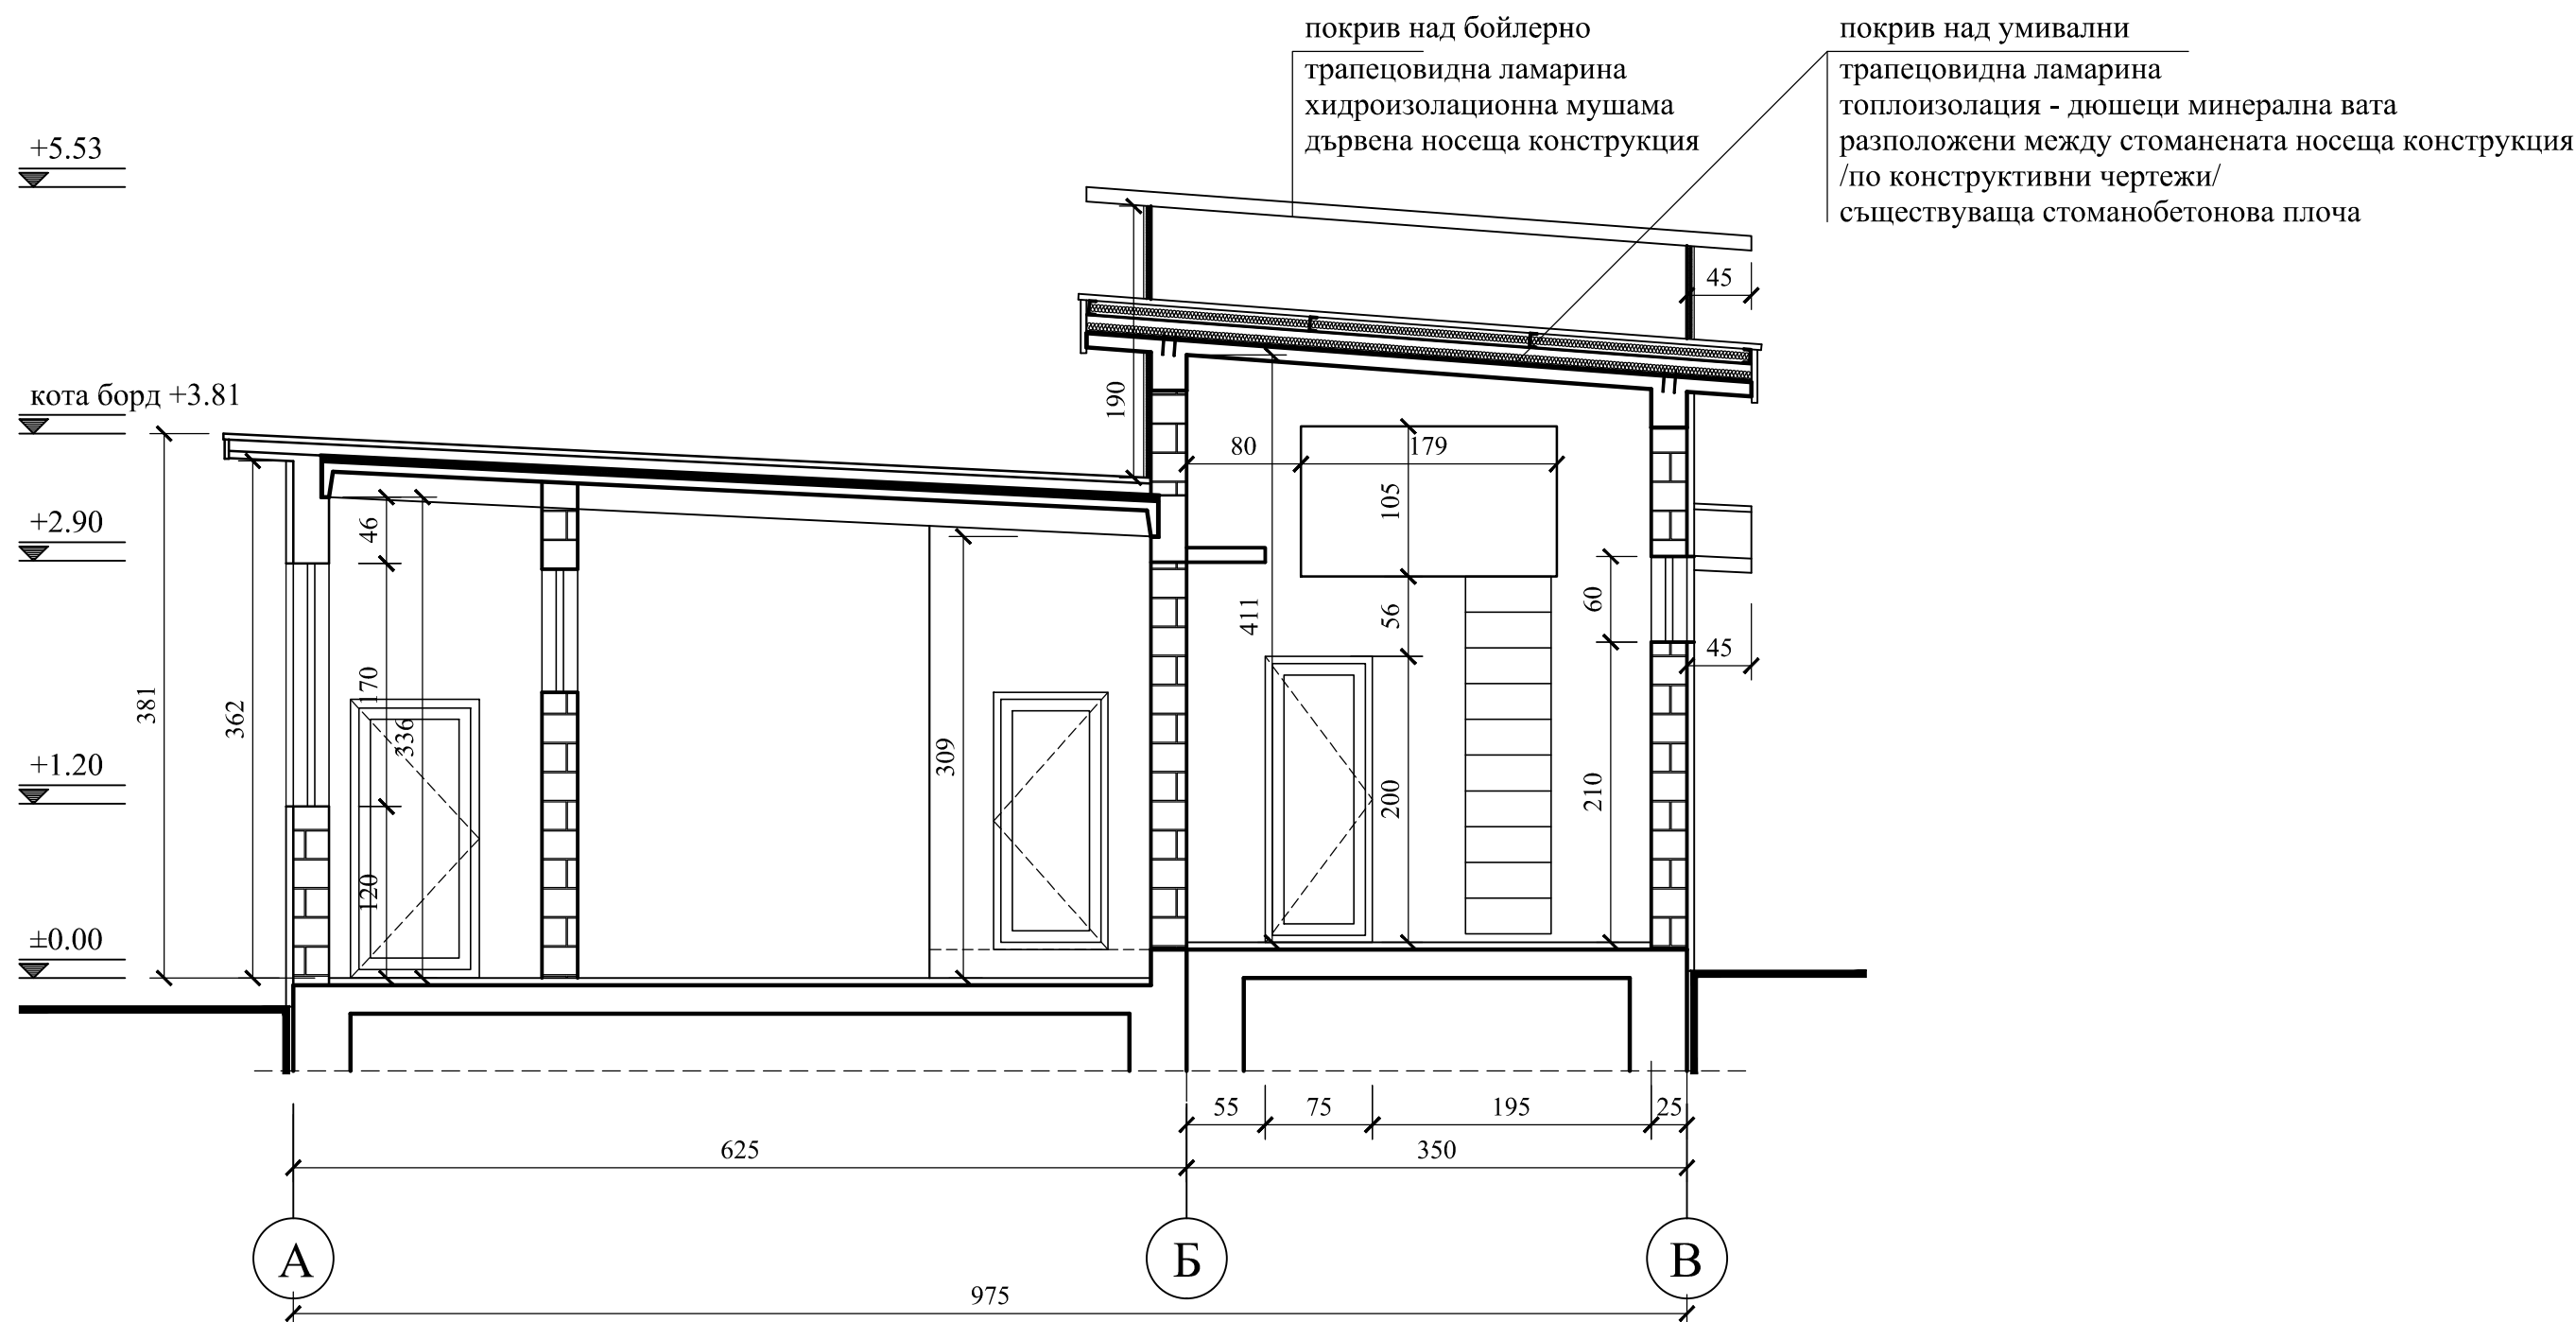 покрив над бойлерно
трапецовидна ламарина
хидроизолационна мушама
дървена носеща конструкция
покрив над умивални
трапецовидна ламарина
топлоизолация - дюшеци минерална вата
разположени между стоманената носеща конструкция
/по конструктивни чертежи/
съществуваща стоманобетонова плоча
+5.53
кота борд +3.81
+2.90
+1.20
±0.00
381
362
46
170
336
120
309
190
411
80
179
105
56
200
60
210
45
45
55
75
195
25
625
350
А
Б
В
975